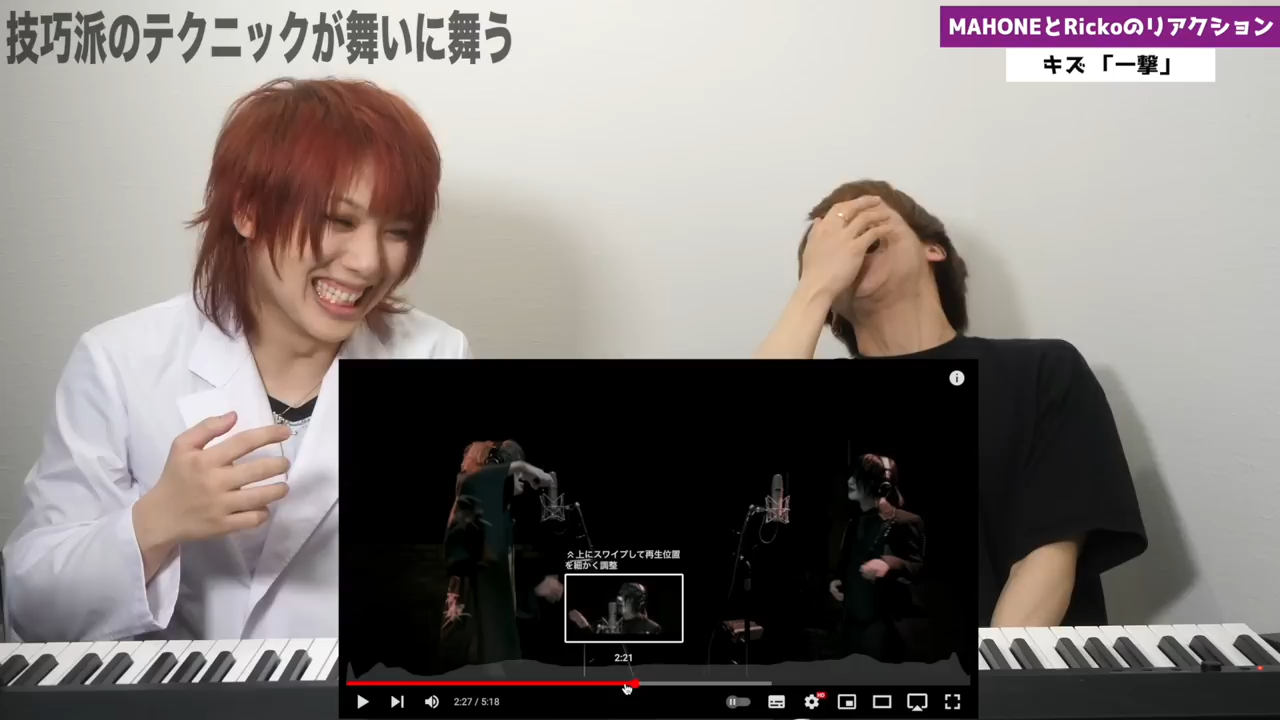 技巧派のテクニックが舞いに舞う
MAHONEとRickoのリアクション
キズ「一撃」
上にスワイプして再生位置
を細かく調整
2:21
2:27 / 5:18
HD